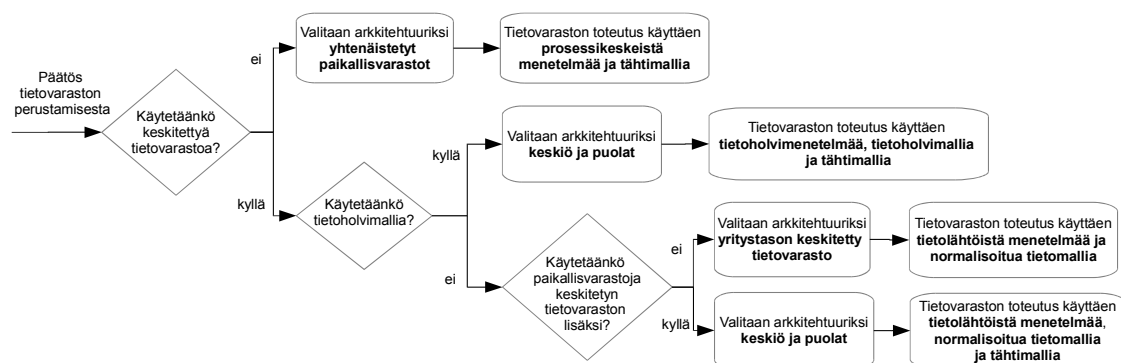 Päätös
tietovaraston
perustamisesta
Käytetäänkö
keskitettyä
tietovarastoa?
ei
Valitaan arkkitehtuuriksi
yhtenäistetyt
paikallisvarastot
Tietovaraston toteutus käyttäen
prosessikeskeistä
menetelmää ja tähtimallia
kyllä
Käytetäänkö
tietoholvimallia?
kyllä
Valitaan arkkitehtuuriksi
keskiö ja puolat
Tietovaraston toteutus käyttäen
tietoholvimenetelmää, tietoholvimallia
ja tähtimallia
ei
Käytetäänkö
paikallisvarastoja
keskitetyn
tietovaraston
lisäksi?
ei
Valitaan arkkitehtuuriksi
yritystason keskitetty
tietovarasto
Tietovaraston toteutus käyttäen
tietolähtöistä menetelmää ja
normalisoitua tietomallia
kyllä
Valitaan arkkitehtuuriksi
keskiö ja puolat
Tietovaraston toteutus käyttäen
tietolähtöistä menetelmää,
normalisoitua tietomallia
ja tähtimallia